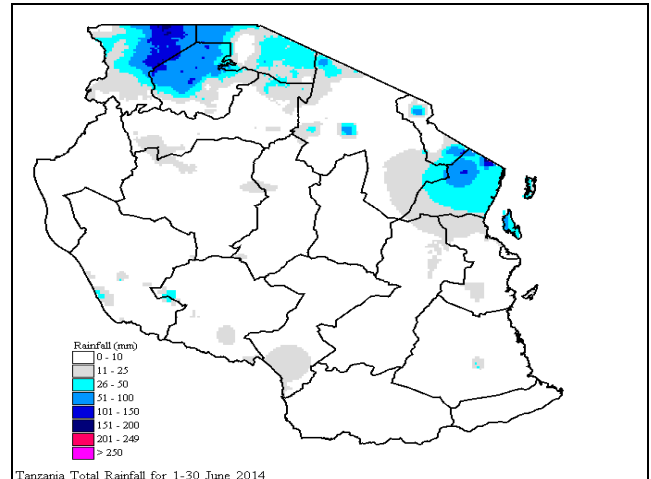 Rainfall (mm)
0 - 10
11 - 25
26 - 50
51 - 100
101 - 150
151 - 200
201 - 249
> 250
Tanzania Total Rainfall for 1-30 June 2014